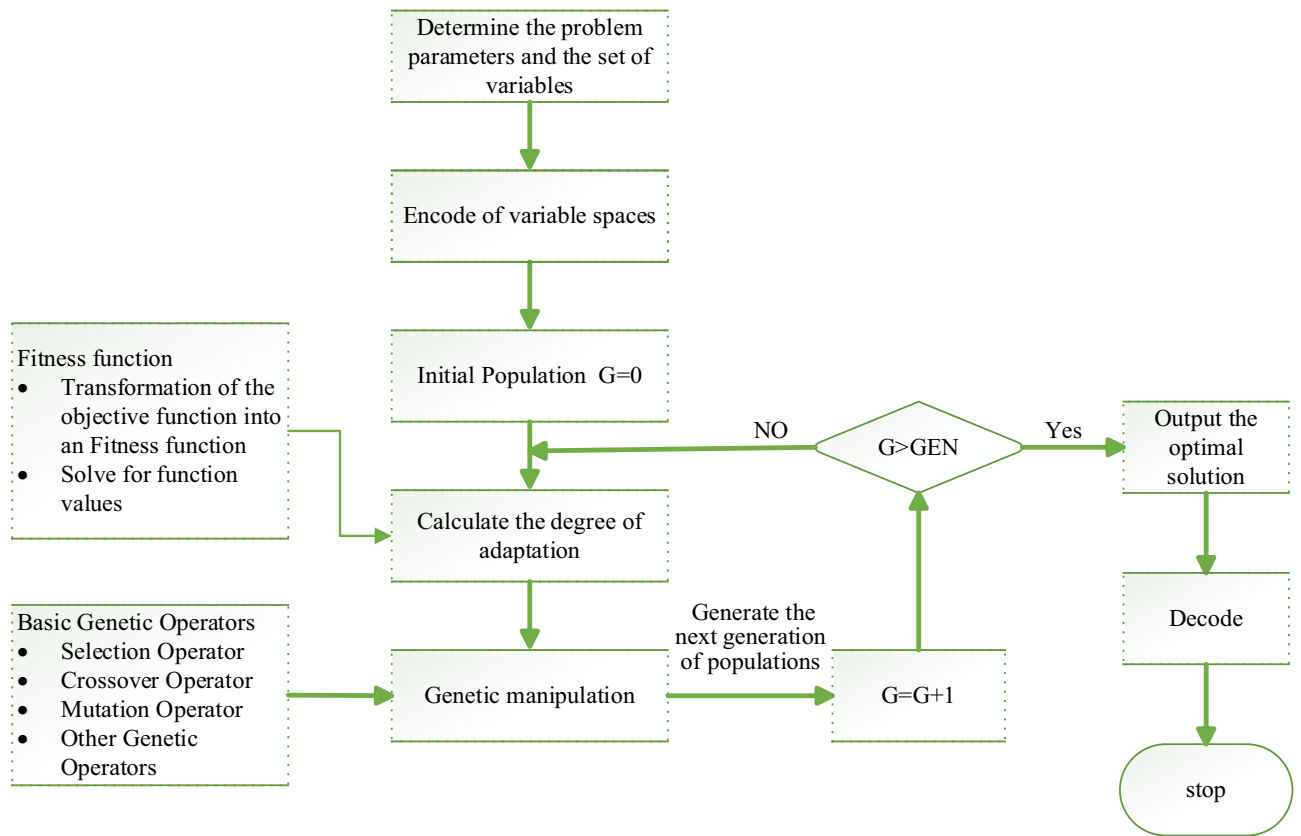 Determine the problem
parameters and the set of
variables
Encode of variable spaces
Initial Population  G=0
Fitness function
• Transformation of the
objective function into
an Fitness function
• Solve for function
values
NO
G>GEN
Yes
Output the
optimal
solution
Calculate the degree of
adaptation
Basic Genetic Operators
• Selection Operator
• Crossover Operator
• Mutation Operator
• Other Genetic
Operators
Genetic manipulation
Generate the
next generation
of populations
G=G+1
Decode
stop